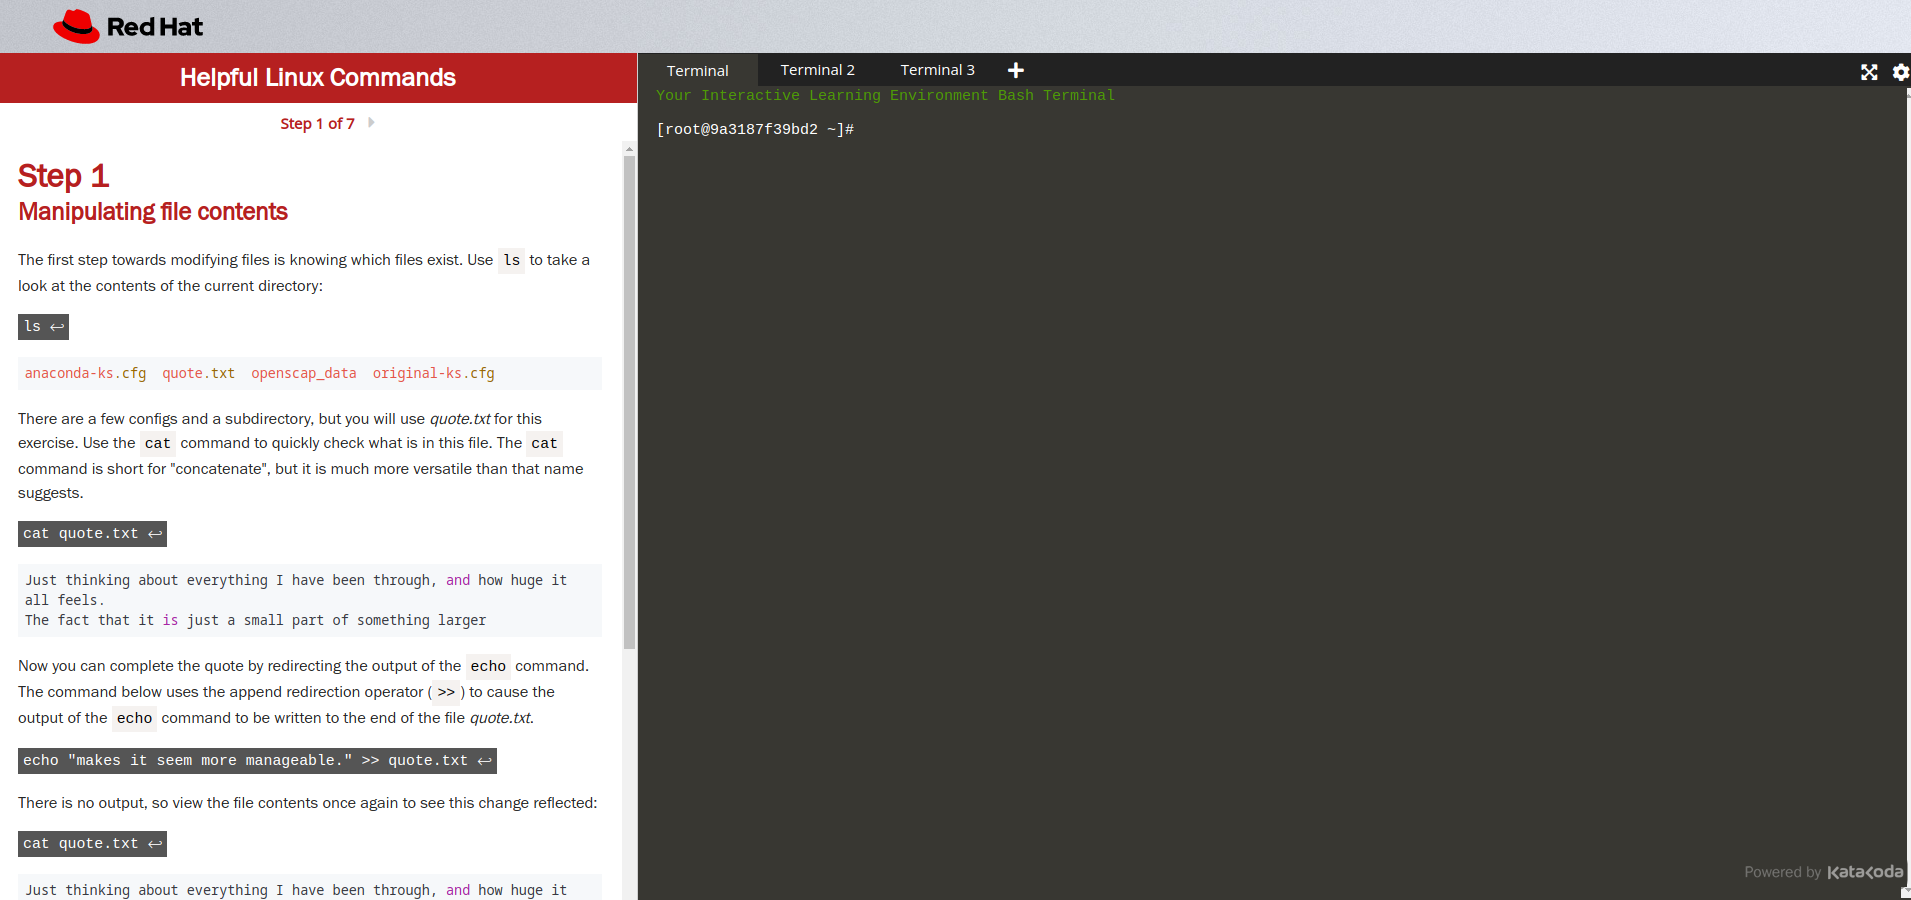 Red Hat
Helpful Linux Commands
Step 1 of 7
Step 1
Manipulating file contents
The first step towards modifying files is knowing which files exist. Use ls to take a
look at the contents of the current directory:
ls ↩
anaconda-ks.cfg  quote.txt  openscap_data  original-ks.cfg
There are a few configs and a subdirectory, but you will use quote.txt for this
exercise. Use the cat command to quickly check what is in this file. The cat
command is short for "concatenate", but it is much more versatile than that name
suggests.
cat quote.txt ↩
Just thinking about everything I have been through, and how huge it
all feels.
The fact that it is just a small part of something larger
Now you can complete the quote by redirecting the output of the echo command.
The command below uses the append redirection operator ( >> ) to cause the
output of the echo command to be written to the end of the file quote.txt.
echo "makes it seem more manageable." >> quote.txt ↩
There is no output, so view the file contents once again to see this change reflected:
cat quote.txt ↩
Just thinking about everything I have been through, and how huge it
Terminal
Terminal 2
Terminal 3
Your Interactive Learning Environment Bash Terminal
[root@9a3187f39bd2 ~]#
Powered by Katacoda